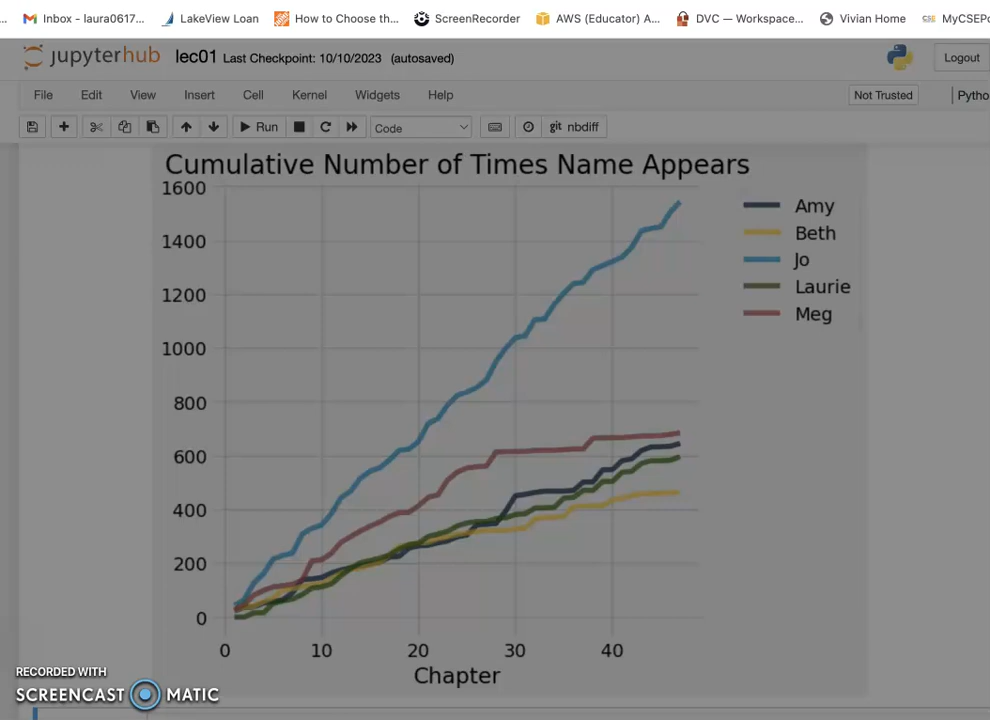 ... Inbox - laura0617... LakeView Loan How to Choose th... ScreenRecorder AWS (Educator) A... DVC — Workspace... Vivian Home CSE MyCSEPo
jupyterhub lec01 Last Checkpoint: 10/10/2023 (autosaved) Logout
File Edit View Insert Cell Kernel Widgets Help Not Trusted Pytho
Run Code git nbdiff
Cumulative Number of Times Name Appears
1600
1400
1200
1000
800
600
400
200
0
Amy
Beth
Jo
Laurie
Meg
0 10 20 30 40
Chapter
RECORDED WITH
SCREENCAST MATIC